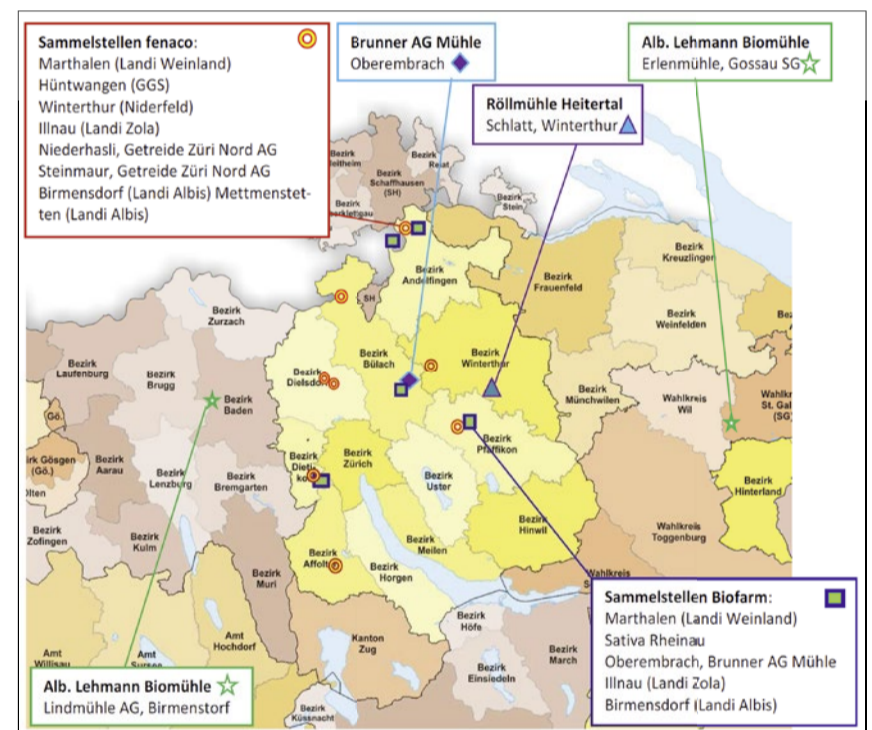 Sammelstellen fenaco:
Marthalen (Landi Weinland)
Hüntwangen (GGS)
Winterthur (Niderfeld)
Illnau (Landi Zola)
Niederhasli, Getreide Züri Nord AG
Steinmaur, Getreide Züri Nord AG
Birmensdorf (Landi Albis) Mettmenstet-
ten (Landi Albis)
Brunner AG Mühle
Oberembrach
Alb. Lehmann Biomühle
Erlenmühle, Gossau SG
Röllmühle Heitertal
Schlatt, Winterthur
Bezirk
Bezirk
Schaffhausen
(SH)
Bezirk
Reiat
Bezirk
Stein
Bezirk
Kreuzlingen
Bezirk
Andelfingen
Bezirk
Frauenfeld
SH
Bezirk
Zurzach
Bezirk
Weinfelden
Bezirk
Laufenburg
Bezirk
Brugg
Bezirk
Baden
Bezirk
Bülach
Bezirk
Winterthur
Bezirk
Münchwilen
Wahlkreis
Wil
St. Gal
(SG)
Gö.
Gösgen
(Gö.)
Bezirk
Aarau
Bezirk
Lenzburg
Bezirk
Bremgarten
Bezirk
Zürich
Bezirk
Pfäffikon
Bezirk
Uster
Bezirk
Hinterland
Zofingen
Bezirk
Kulm
Bezirk
Hinwil
Wahlkreis
Toggenburg
Bezirk
Meilen
Bezirk
Bezirk
Horgen
Bezirk
Muri
Wahlkreis
Amt
Hochdorf
Kanton
Zug
Bezirk
Höfe
Bezirk
March
Bezirk
Einsiedeln
Amt
Amt
Bezirk
Küssnacht
Sammelstellen Biofarm:
Marthalen (Landi Weinland)
Sativa Rheinau
Oberembrach, Brunner AG Mühle
Illnau (Landi Zola)
Birmensdorf (Landi Albis)
Alb. Lehmann Biomühle
Lindmühle AG, Birmenstorf